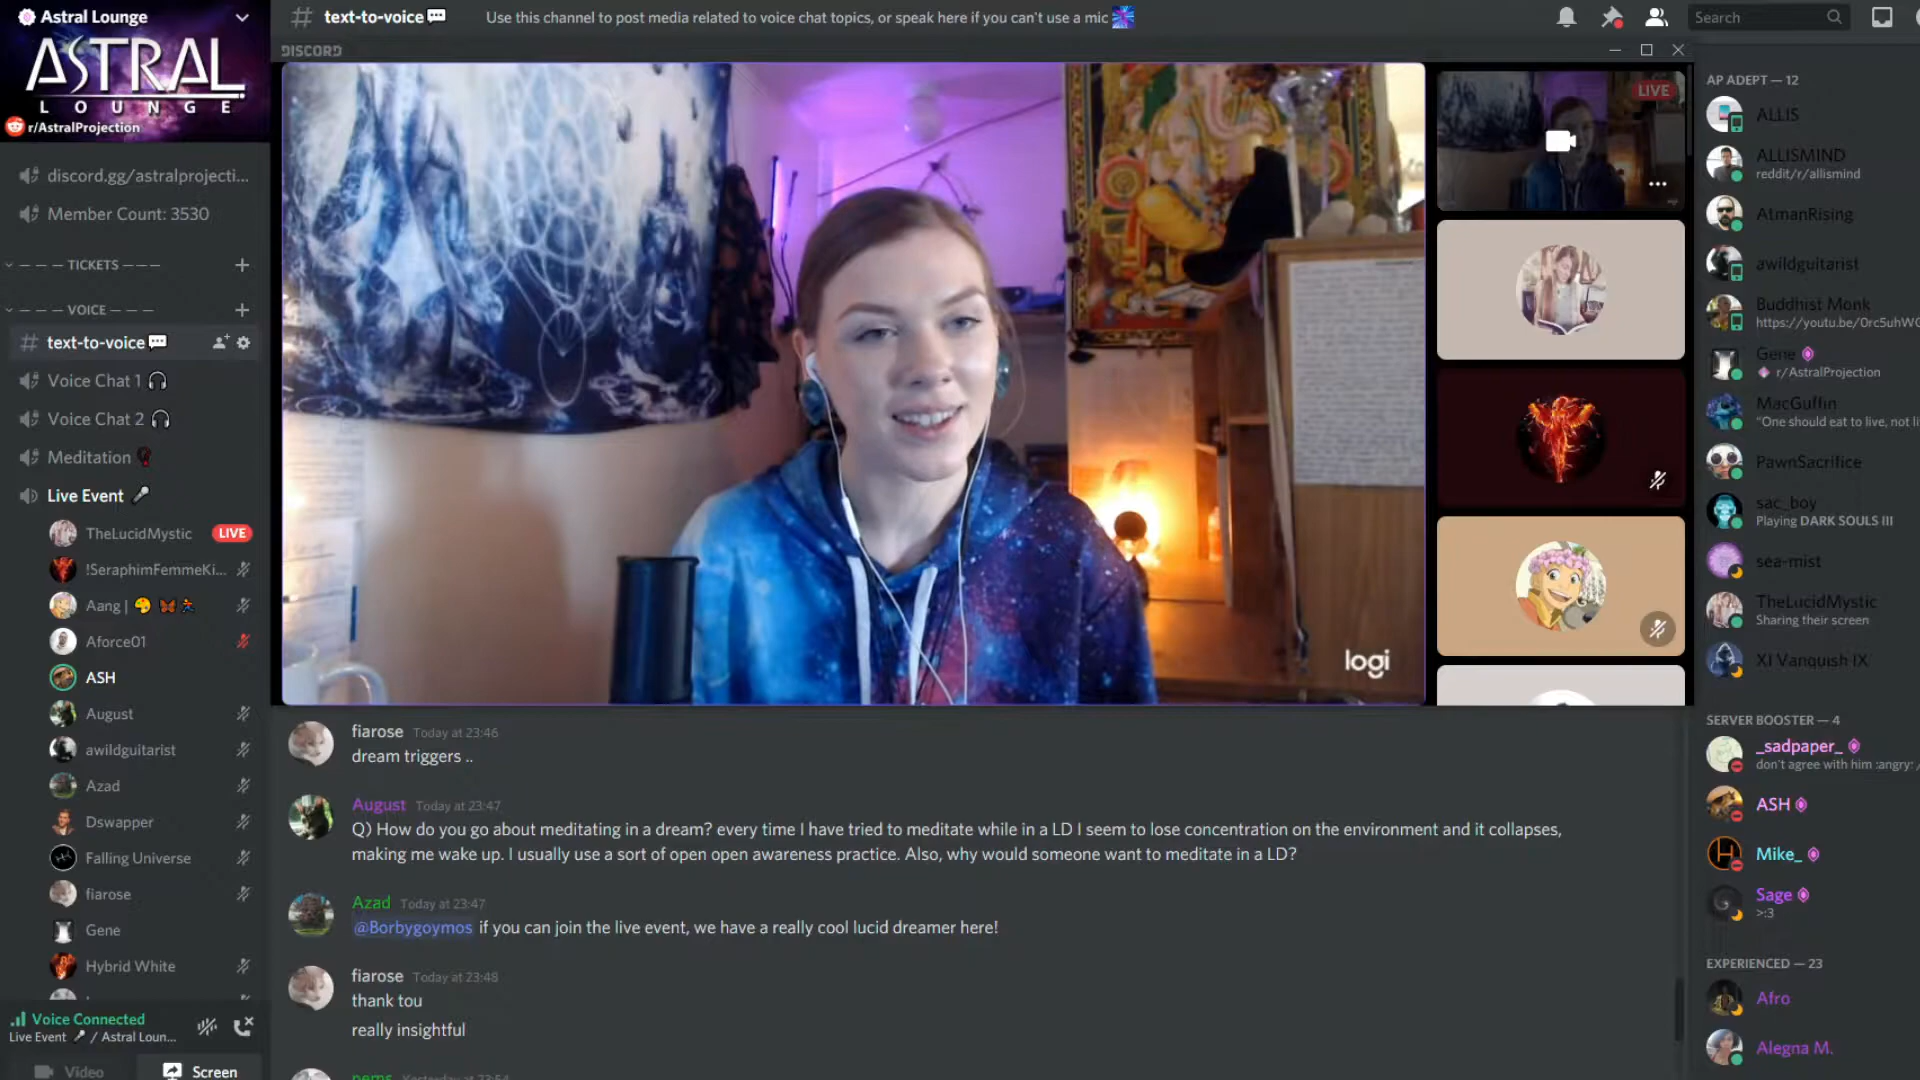 Astral Lounge
ASTRAL
LOUNGE
r/AstralProjection
discord.gg/astralprojecti...
Member Count: 3530
TICKETS
VOICE
text-to-voice
Voice Chat 1
Voice Chat 2
Meditation
Live Event
TheLucidMystic LIVE
!SeraphimFemmeKi...
Aang |
Aforce01
ASH
August
awildguitarist
Azad
Dswapper
Falling Universe
fiarose
Gene
Hybrid White
Voice Connected
Live Event / Astral Loun...
Video Screen
text-to-voice Use this channel to post media related to voice chat topics, or speak here if you can't use a mic
Search
DISCORD
LIVE
logi
fiarose Today at 23:46
dream triggers ..
August Today at 23:47
Q) How do you go about meditating in a dream? every time I have tried to meditate while in a LD I seem to lose concentration on the environment and it collapses,
making me wake up. I usually use a sort of open open awareness practice. Also, why would someone want to meditate in a LD?
Azad Today at 23:47
@Borbygoymos if you can join the live event, we have a really cool lucid dreamer here!
fiarose Today at 23:48
thank tou
really insightful
AP ADEPT — 12
ALLIS
ALLISMIND
reddit/r/allismind
AtmanRising
awildguitarist
Buddhist Monk
https://youtu.be/0rc5uhWG
Gene
r/AstralProjection
MacGuffin
"One should eat to live, not li
PawnSacrifice
sac_boy
Playing DARK SOULS III
sea-mist
TheLucidMystic
Sharing their screen
XI Vanquish IX
SERVER BOOSTER — 4
_sadpaper_
don't agree with him :angry: /
ASH
Mike_
Sage
>:3
EXPERIENCED — 23
Afro
Alegna M.